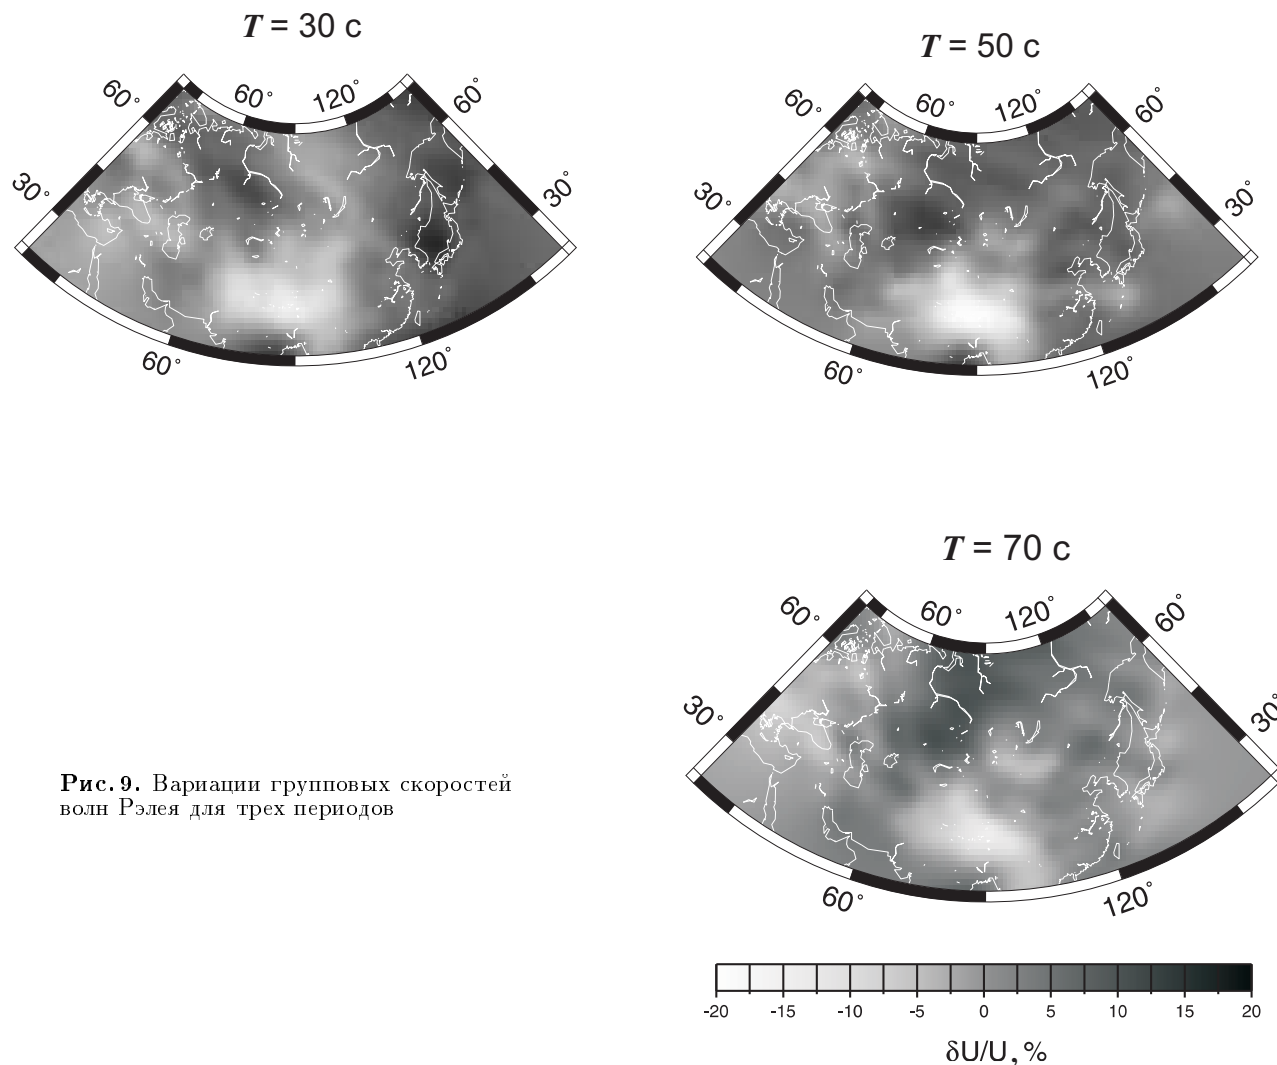 T = 30 с
60° 60° 120° 60°
30° 30°
60° 120°
T = 50 с
60° 60° 120° 60°
30° 30°
60° 120°
T = 70 с
60° 60° 120° 60°
30° 30°
60° 120°
Рис. 9. Вариации групповых скоростей
волн Рэлея для трех периодов
-20 -15 -10 -5 0 5 10 15 20
δU/U, %